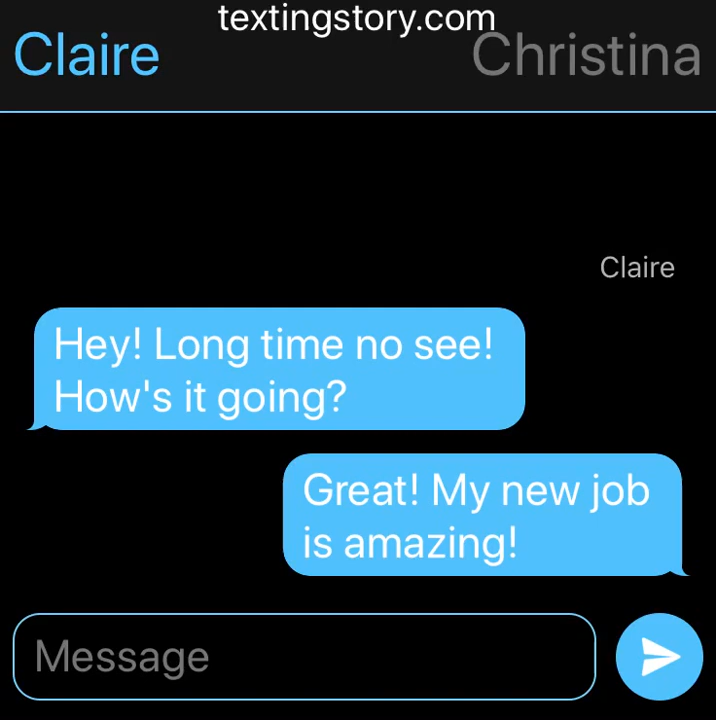 textingstory.com
Claire
Christina
Claire
Hey! Long time no see!
How's it going?
Great! My new job
is amazing!
Message